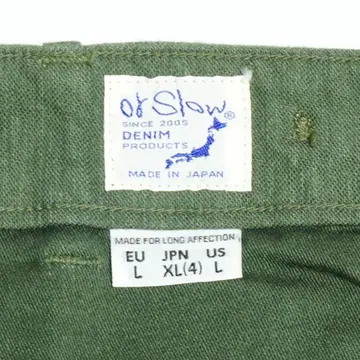 or Slow®
SINCE 2005
DENIM
PRODUCTS
MADE IN JAPAN
MADE FOR LONG AFFECTION
EU JPN US
L XL(4) L